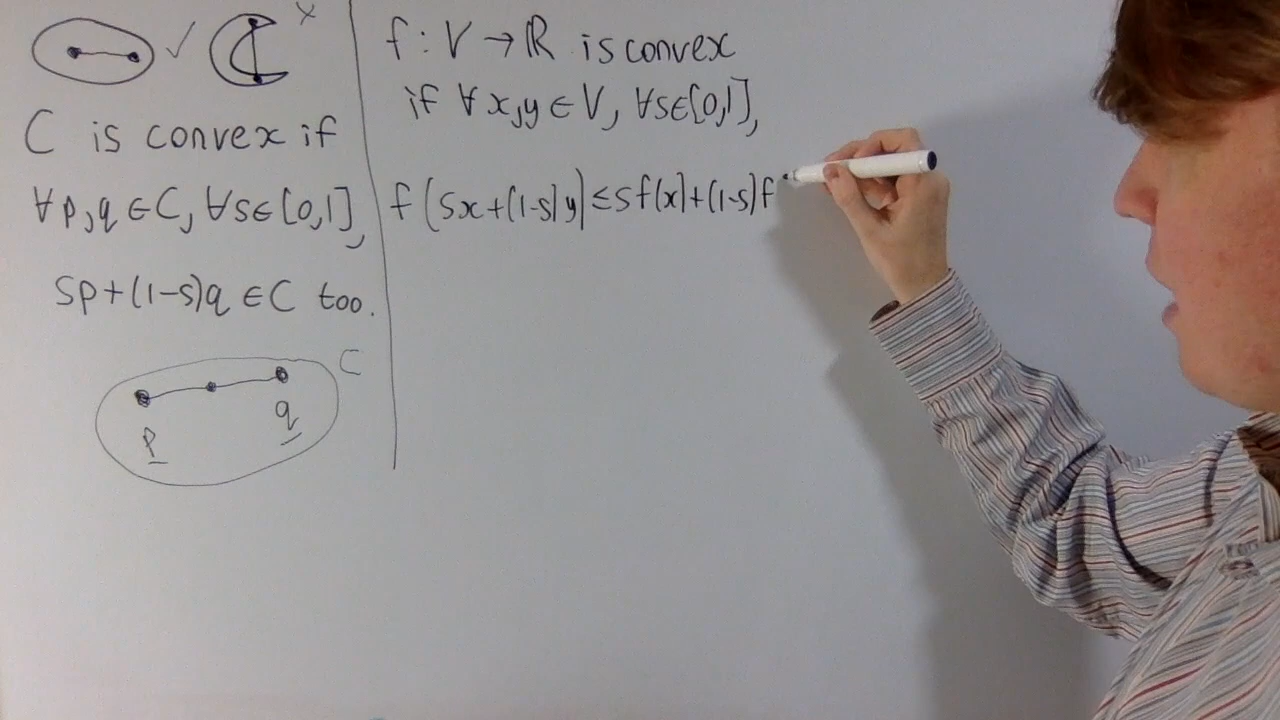 C is convex if
∀p,q ∈ C, ∀s∈[0,1],
sp+(1-s)q ∈ C too.
C
p
q
f : V → ℝ is convex
if ∀x,y ∈ V, ∀s∈[0,1],
f(sx+(1-s)y)≤sf(x)+(1-s)f